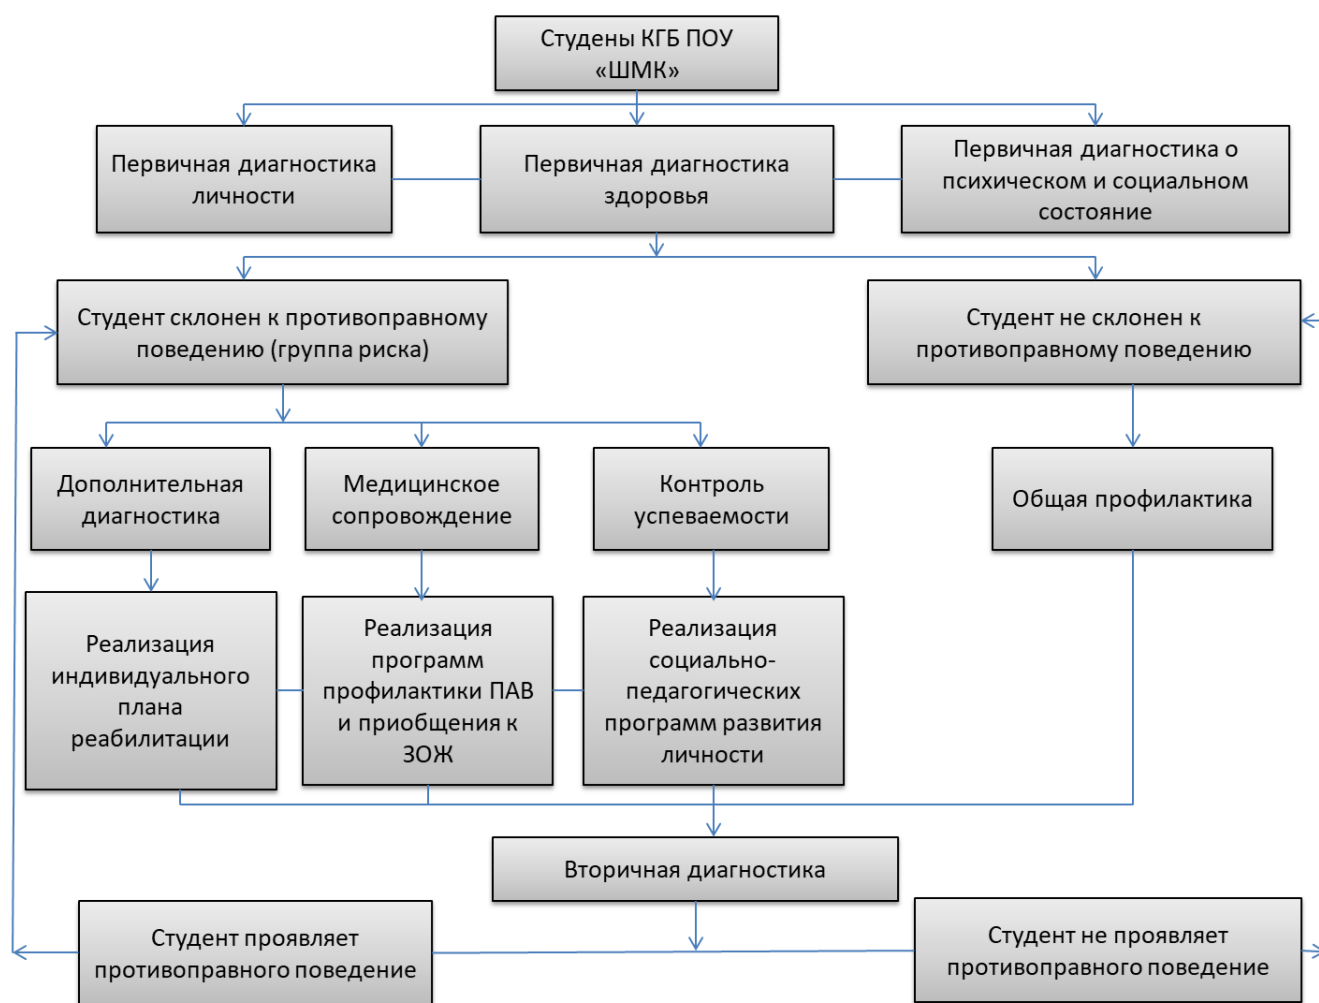 Студены КГБ ПОУ
«ШМК»
Первичная диагностика
личности
Первичная диагностика
здоровья
Первичная диагностика о
психическом и социальном
состояние
Студент склонен к противоправному
поведению (группа риска)
Студент не склонен к
противоправному поведению
Дополнительная
диагностика
Медицинское
сопровождение
Контроль
успеваемости
Общая профилактика
Реализация
индивидуального
плана
реабилитации
Реализация
программ
профилактики ПАВ
и приобщения к
ЗОЖ
Реализация
социально-
педагогических
программ развития
личности
Вторичная диагностика
Студент проявляет
противоправного поведение
Студент не проявляет
противоправного поведение